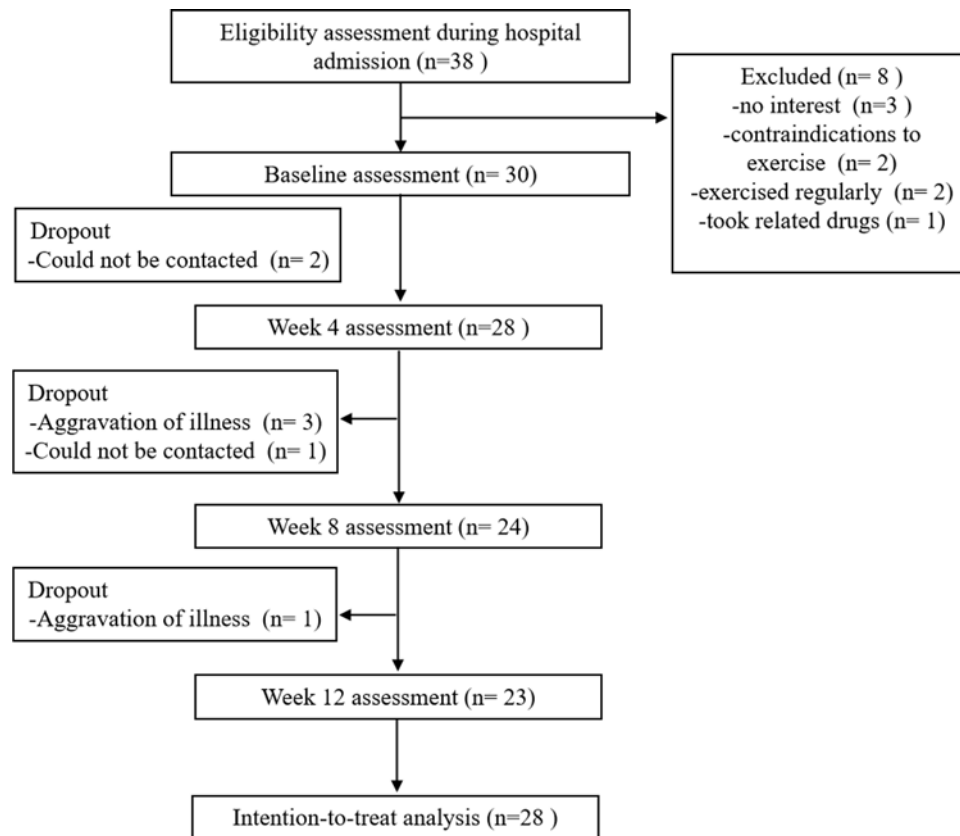 Eligibility assessment during hospital
admission (n=38 )
Excluded (n= 8 )
-no interest (n=3 )
-contraindications to
exercise (n= 2)
-exercised regularly (n= 2)
-took related drugs (n= 1)
Baseline assessment (n= 30)
Dropout
-Could not be contacted (n= 2)
Week 4 assessment (n=28 )
Dropout
-Aggravation of illness (n= 3)
-Could not be contacted (n= 1)
Week 8 assessment (n= 24)
Dropout
-Aggravation of illness (n= 1)
Week 12 assessment (n= 23)
Intention-to-treat analysis (n=28 )